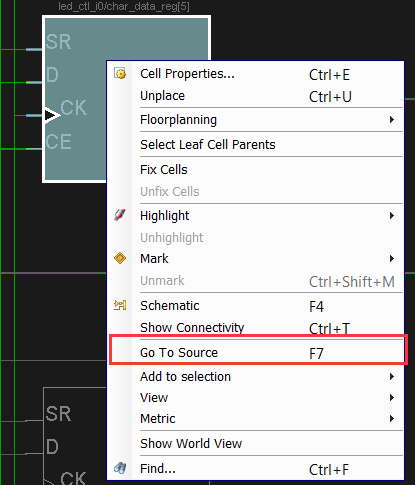 led_ctl_i0/char_data_reg[5]
SR
D
CK
CE
Cell Properties... Ctrl+E
Unplace Ctrl+U
Floorplanning
Select Leaf Cell Parents
Fix Cells
Unfix Cells
Highlight
Unhighlight
Mark
Unmark Ctrl+Shift+M
Schematic F4
Show Connectivity Ctrl+T
Go To Source F7
Add to selection
View
Metric
Show World View
Find... Ctrl+F
SR
D
CK